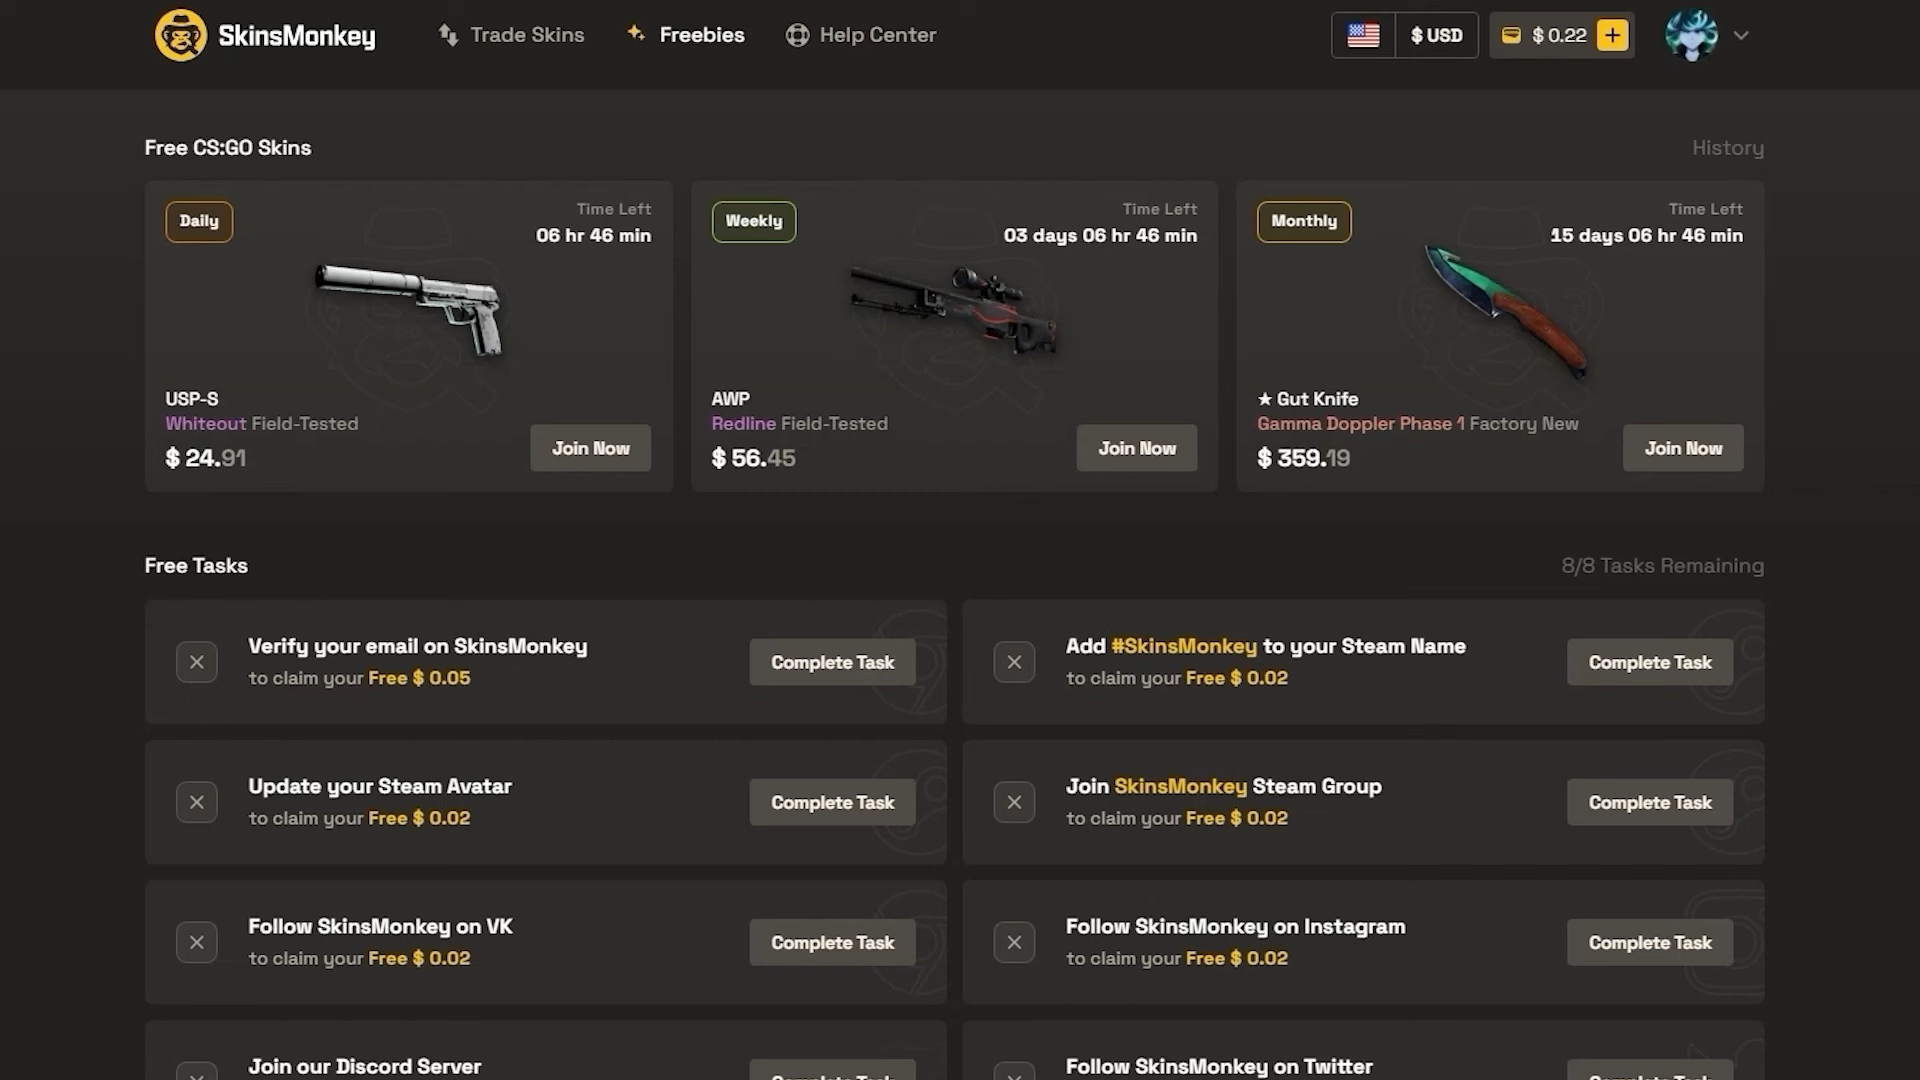 SkinsMonkey
Trade Skins
Freebies
Help Center
$ USD
$ 0.22
Free CS:GO Skins
History
Daily
Time Left
06 hr 46 min
USP-S
Whiteout Field-Tested
$ 24.91
Join Now
Weekly
Time Left
03 days 06 hr 46 min
AWP
Redline Field-Tested
$ 56.45
Join Now
Monthly
Time Left
15 days 06 hr 46 min
★ Gut Knife
Gamma Doppler Phase 1 Factory New
$ 359.19
Join Now
Free Tasks
8/8 Tasks Remaining
Verify your email on SkinsMonkey
to claim your Free $ 0.05
Complete Task
Add #SkinsMonkey to your Steam Name
to claim your Free $ 0.02
Complete Task
Update your Steam Avatar
to claim your Free $ 0.02
Complete Task
Join SkinsMonkey Steam Group
to claim your Free $ 0.02
Complete Task
Follow SkinsMonkey on VK
to claim your Free $ 0.02
Complete Task
Follow SkinsMonkey on Instagram
to claim your Free $ 0.02
Complete Task
Join our Discord Server
Complete Task
Follow SkinsMonkey on Twitter
Complete Task